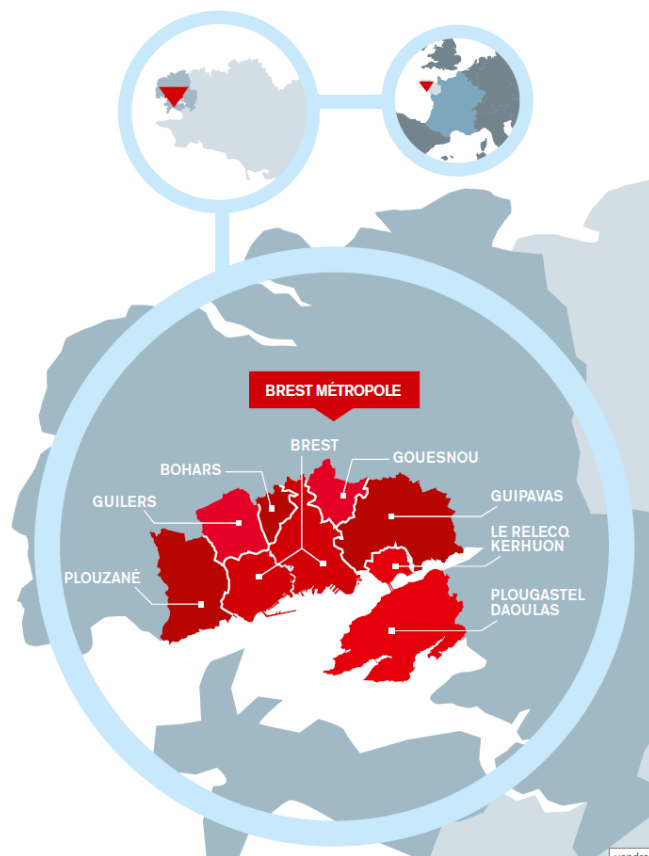 BREST MÉTROPOLE
BREST
GOUESNOU
BOHARS
GUIPAVAS
GUILERS
LE RELECQ
KERHUON
PLOUZANÉ
PLOUGASTEL
DAOULAS